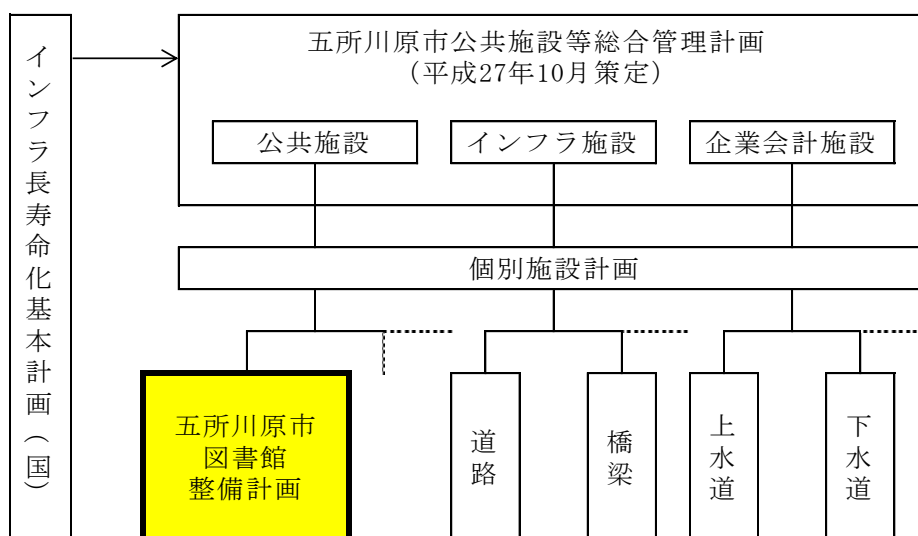 インフラ長寿命化基本計画（国）
五所川原市公共施設等総合管理計画
（平成27年10月策定）
公共施設
インフラ施設
企業会計施設
個別施設計画
五所川原市
図書館
整備計画
道路
橋梁
上水道
下水道